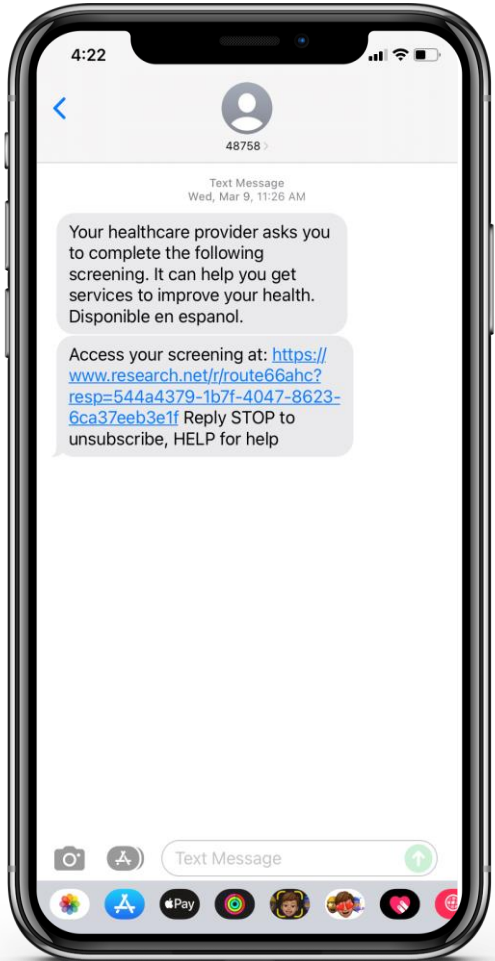 4:22
48758
Text Message
Wed, Mar 9, 11:26 AM
Your healthcare provider asks you
to complete the following
screening. It can help you get
services to improve your health.
Disponible en espanol.
Access your screening at: https://
www.research.net/r/route66ahc?
resp=544a4379-1b7f-4047-8623-
6ca37eeb3e1f Reply STOP to
unsubscribe, HELP for help
Text Message
Pay